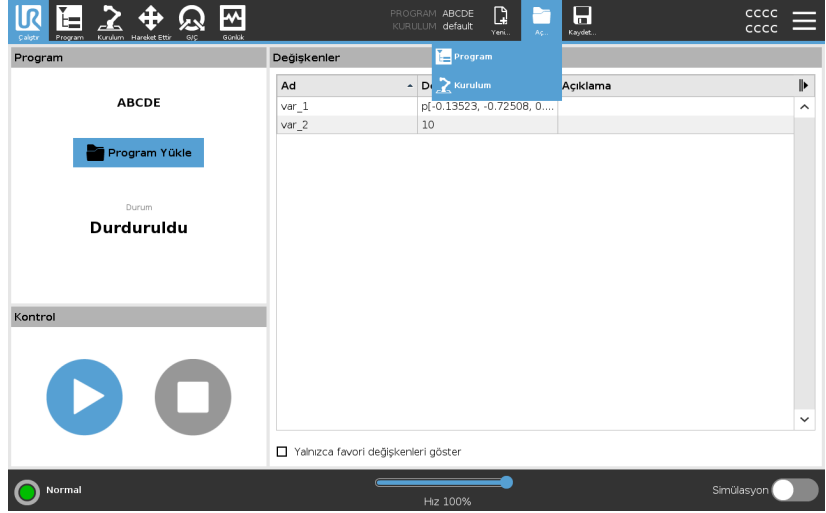 UR
Çalıştır
Program
Kurulum
Hareket Ettir
G/Ç
Günlük
PROGRAM ABCDE
KURULUM default
Yeni...
Aç...
Kaydet...
CCCC
CCCC
Program
Değişkenler
Program
Kurulum
Ad
Açıklama
var_1
p[-0.13523, -0.72508, 0....
var_2
10
ABCDE
Program Yükle
Durum
Durduruldu
Kontrol
Yalnızca favori değişkenleri göster
Normal
Hız 100%
Simülasyon